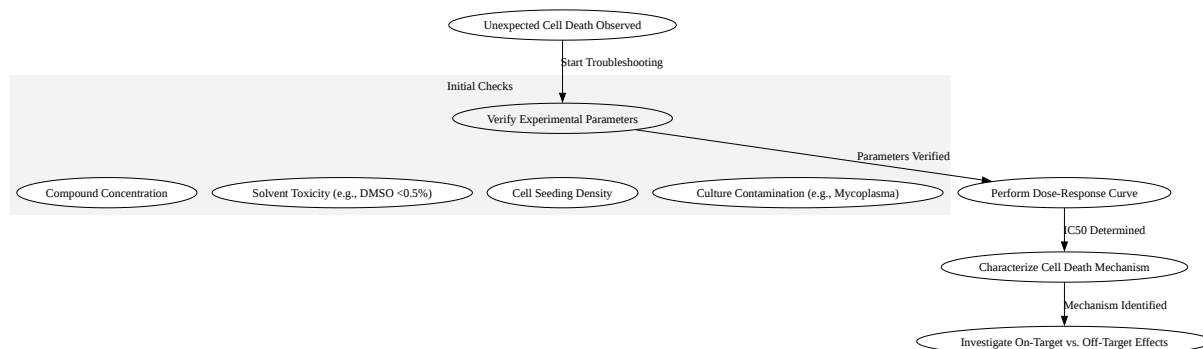 Unexpected Cell Death Observed
Start Troubleshooting
Initial Checks
Verify Experimental Parameters
Parameters Verified
Compound Concentration
Solvent Toxicity (e.g., DMSO <0.5%)
Cell Seeding Density
Culture Contamination (e.g., Mycoplasma)
Perform Dose-Response Curve
IC50 Determined
Characterize Cell Death Mechanism
Mechanism Identified
Investigate On-Target vs. Off-Target Effects